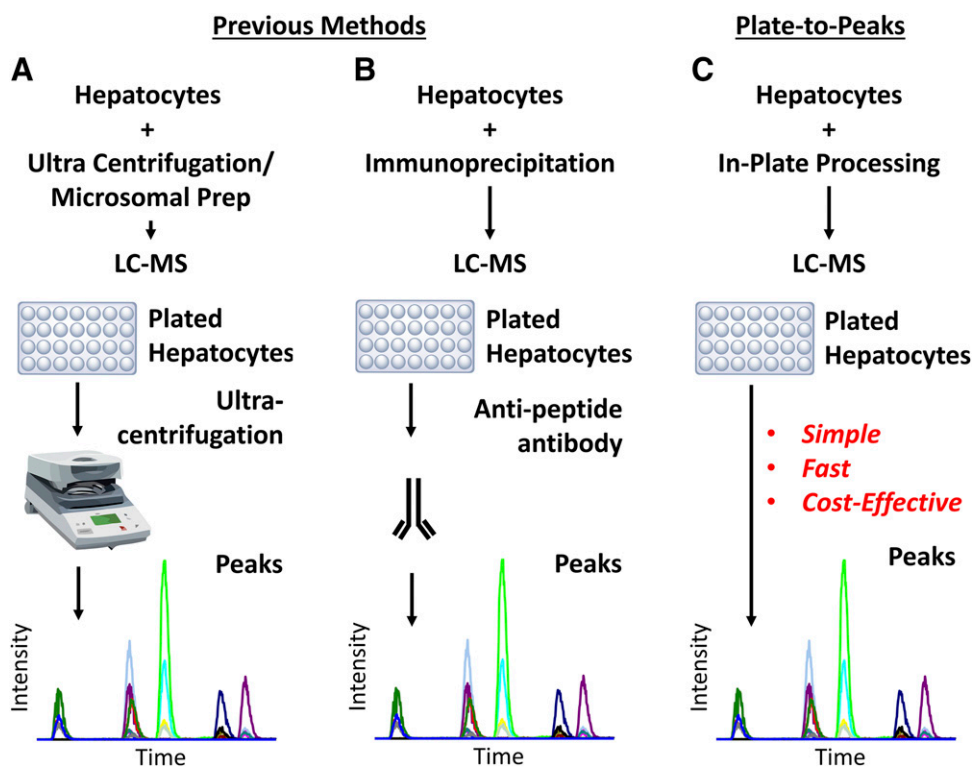 Previous Methods
Plate-to-Peaks
A
Hepatocytes
+
Ultra Centrifugation/
Microsomal Prep
LC-MS
Plated
Hepatocytes
Ultra-
centrifugation
Peaks
Intensity
Time
B
Hepatocytes
+
Immunoprecipitation
LC-MS
Plated
Hepatocytes
Anti-peptide
antibody
Peaks
Intensity
Time
C
Hepatocytes
+
In-Plate Processing
LC-MS
Plated
Hepatocytes
• Simple
• Fast
• Cost-Effective
Peaks
Intensity
Time